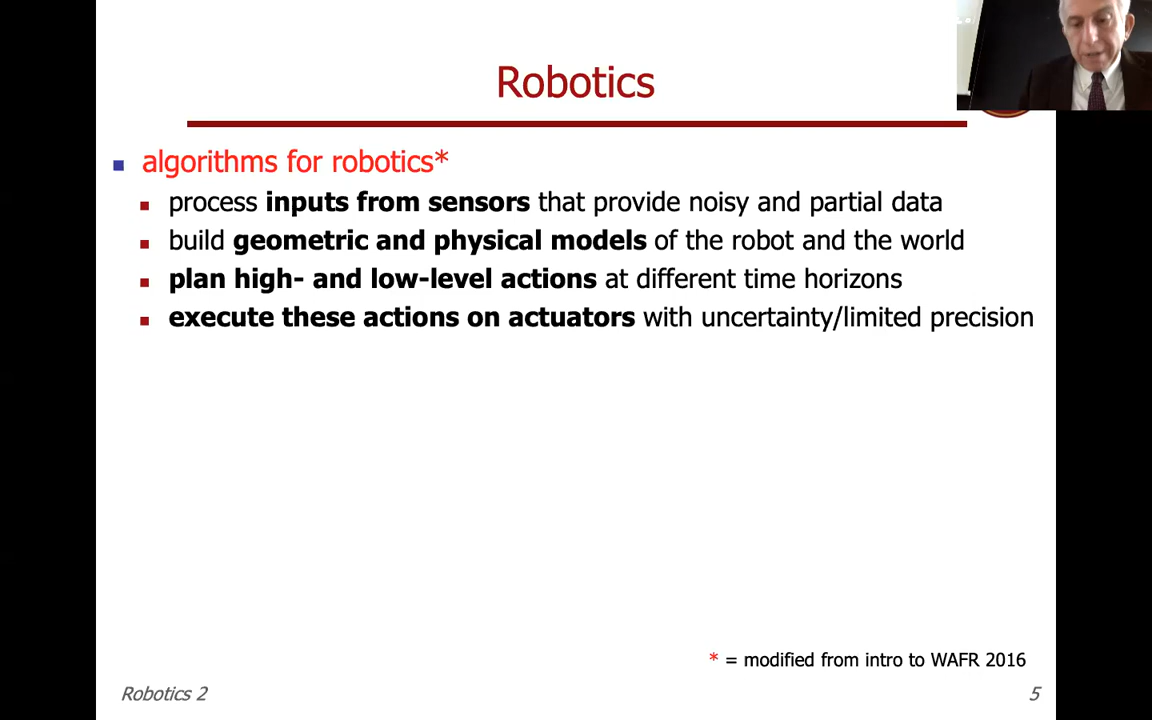 Robotics
algorithms for robotics*
process inputs from sensors that provide noisy and partial data
build geometric and physical models of the robot and the world
plan high- and low-level actions at different time horizons
execute these actions on actuators with uncertainty/limited precision
* = modified from intro to WAFR 2016
Robotics 2
5